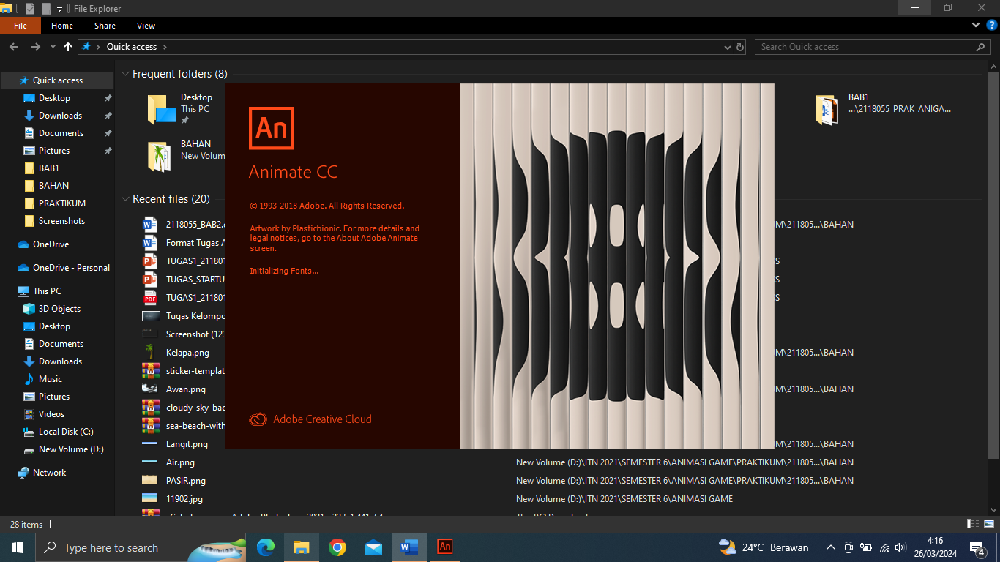 File Explorer
File
Home
Share
View
Quick access
Search Quick access
Quick access
Desktop
Downloads
Documents
Pictures
BAB1
BAHAN
PRAKTIKUM
Screenshots
OneDrive
OneDrive - Personal
This PC
3D Objects
Desktop
Documents
Downloads
Music
Pictures
Videos
Local Disk (C:)
New Volume (D:)
Network
Frequent folders (8)
Desktop
This PC
BAB1
...\2118055_PRAK_ANIGA...
BAHAN
New Volum
An
Animate CC
© 1993-2018 Adobe. All Rights Reserved.
Artwork by Plasticbionic. For more details and
legal notices, go to the About Adobe Animate
screen.
Initializing Fonts...
Adobe Creative Cloud
Recent files (20)
2118055_BAB2.
UM\211805...\BAHAN
Format Tugas A
TUGAS1_211801
S
TUGAS_STARTU
S
TUGAS1_211801
S
Tugas Kelompo
Screenshot (123
Kelapa.png
UM\211805...\BAHAN
sticker-templat
Awan.png
UM\211805...\BAHAN
cloudy-sky-bac
sea-beach-with
Langit.png
UM\211805...\BAHAN
Air.png
New Volume (D:)\ITN 2021\SEMESTER 6\ANIMASI GAME\PRAKTIKUM\211805...\BAHAN
PASIR.png
New Volume (D:)\ITN 2021\SEMESTER 6\ANIMASI GAME\PRAKTIKUM\211805...\BAHAN
11902.jpg
New Volume (D:)\ITN 2021\SEMESTER 6\ANIMASI GAME
28 items
Type here to search
An
24°C Berawan
4:16
26/03/2024
4